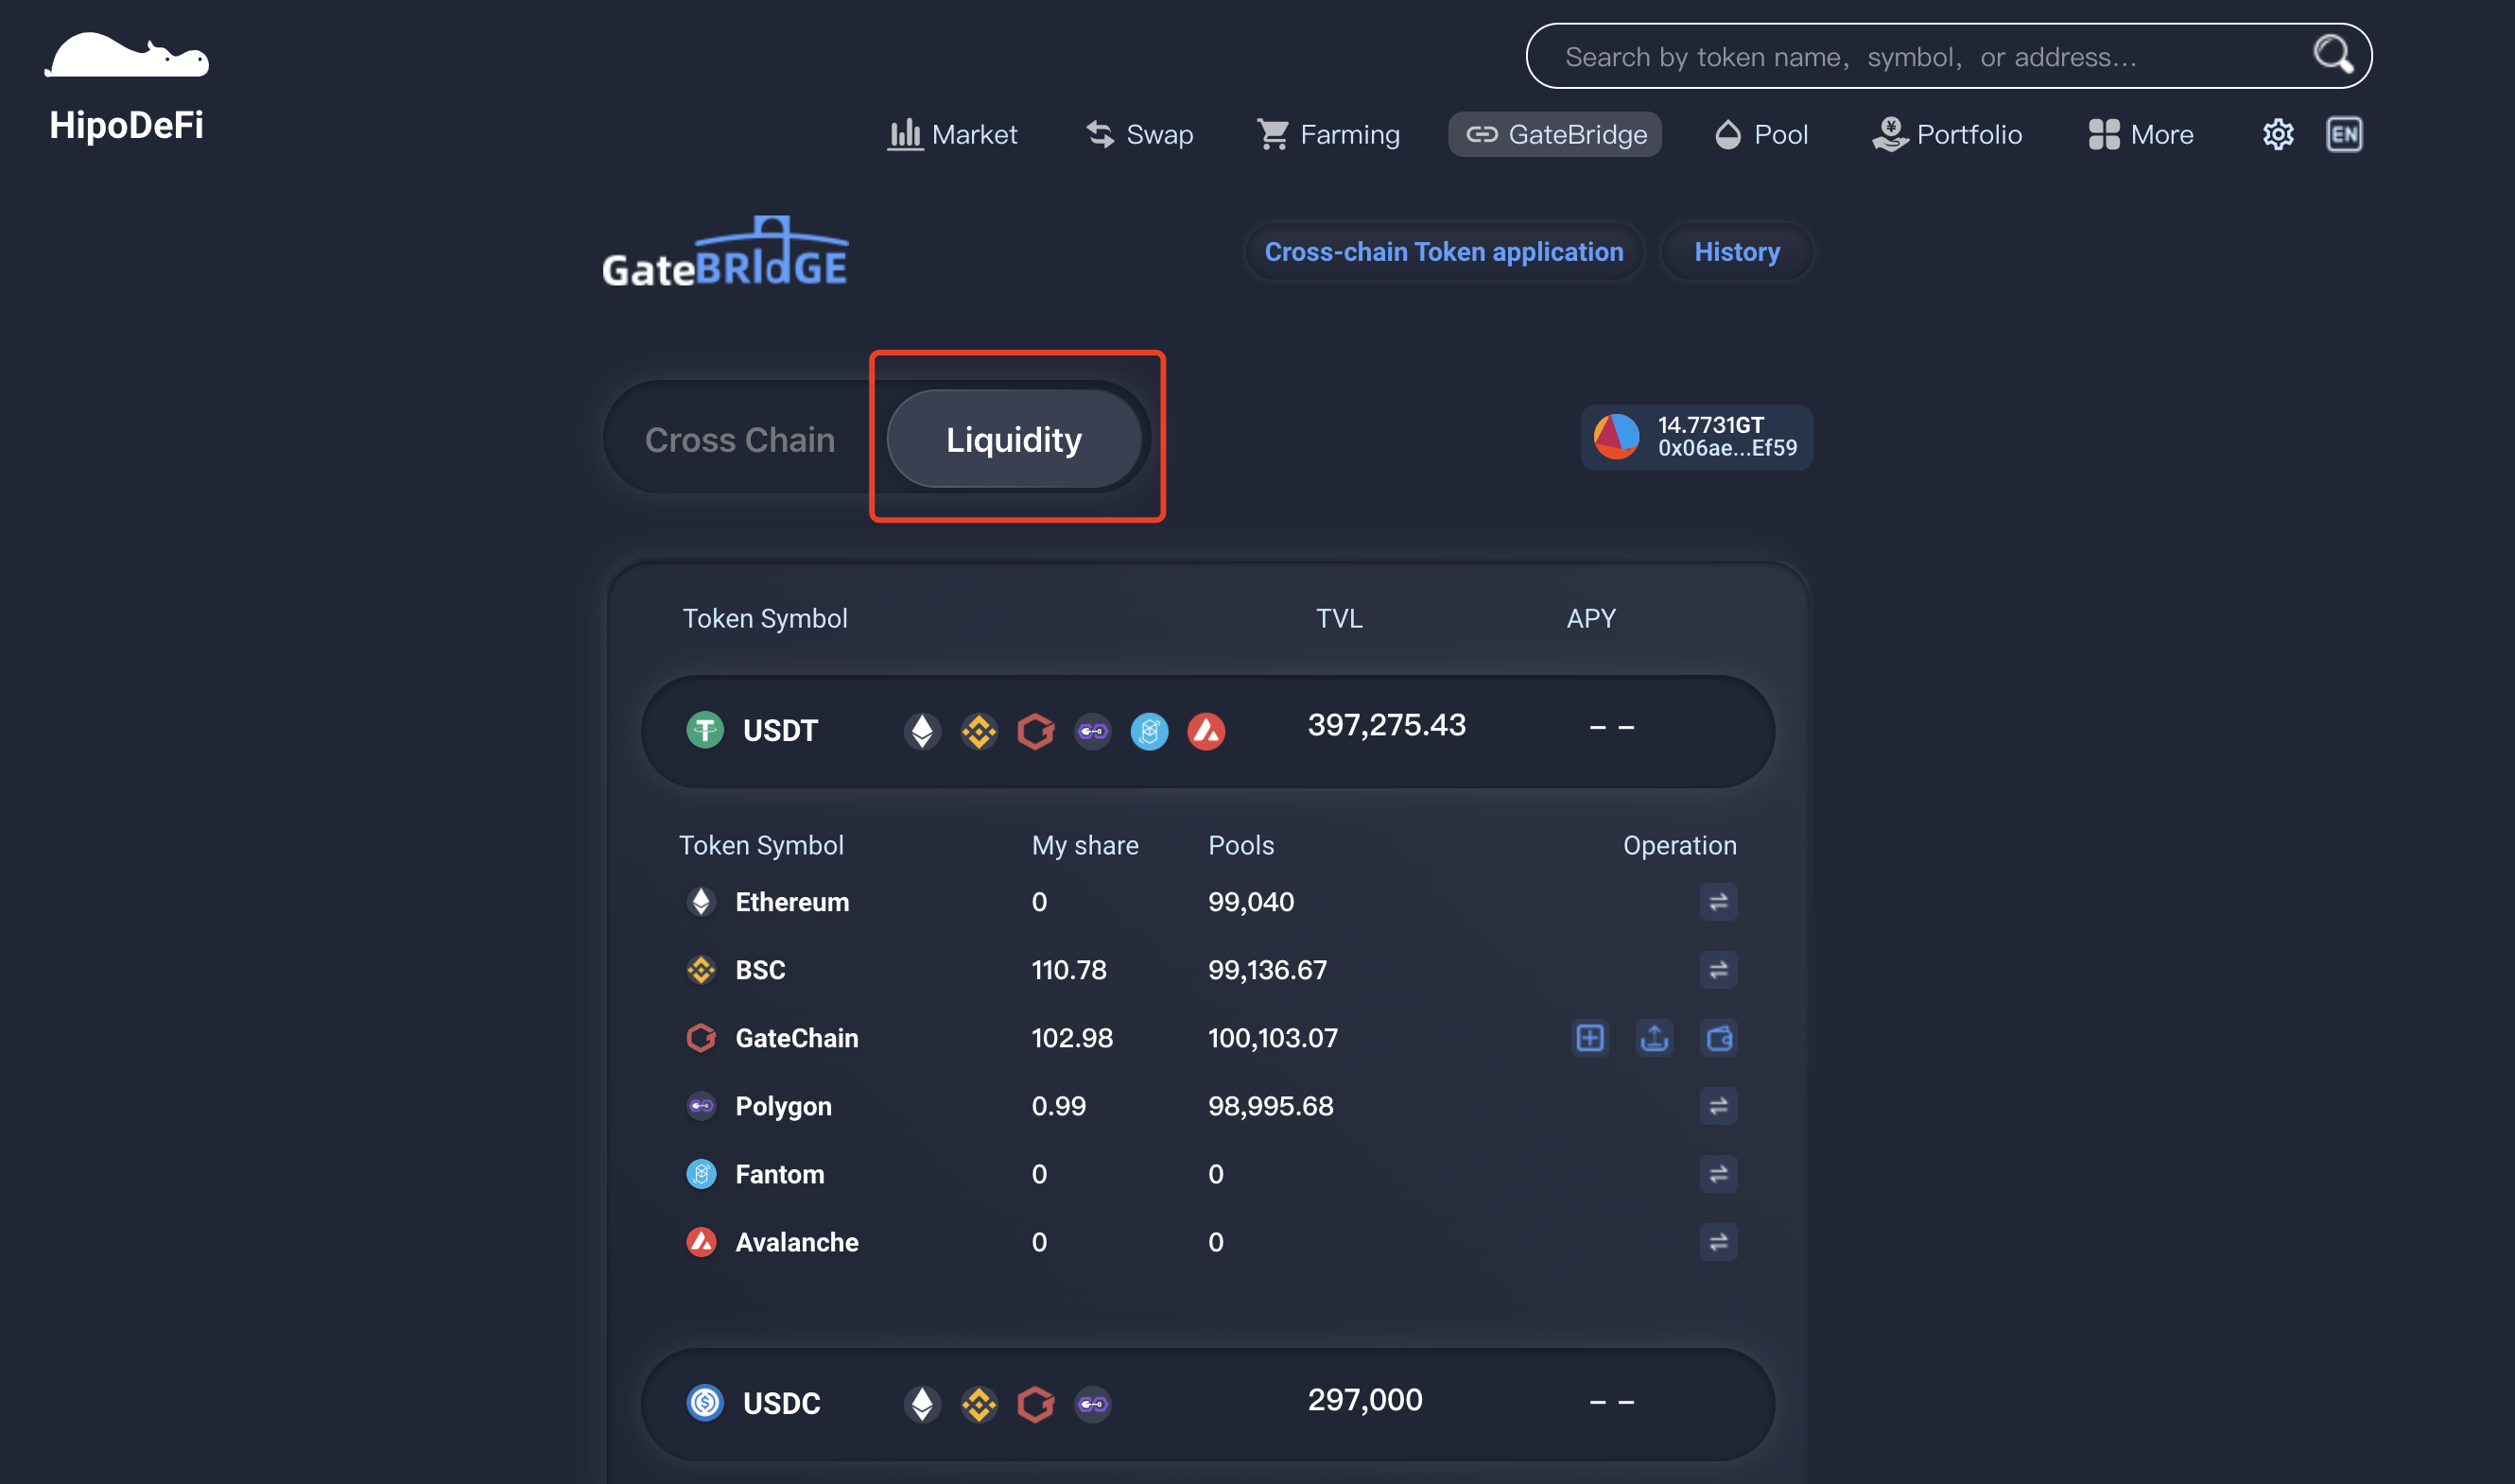 Search by token name, symbol, or address...
HipoDeFi
Market
Swap
Farming
GateBridge
Pool
Portfolio
More
EN
GateBRIdGE
Cross-chain Token application
History
Cross Chain
Liquidity
14.7731GT
0x06ae...Ef59
Token Symbol TVL APY
USDT 397,275.43 – –
Token Symbol My share Pools Operation
Ethereum 0 99,040
BSC 110.78 99,136.67
GateChain 102.98 100,103.07
Polygon 0.99 98,995.68
Fantom 0 0
Avalanche 0 0
USDC 297,000 – –